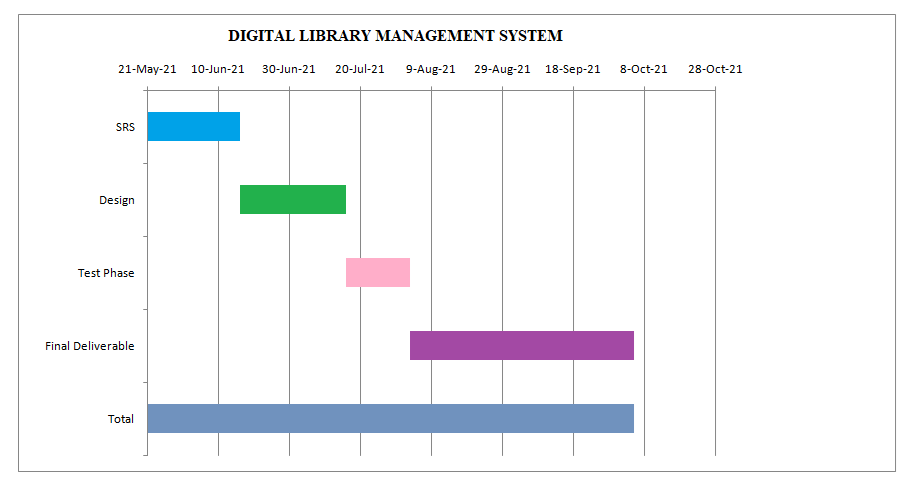 DIGITAL LIBRARY MANAGEMENT SYSTEM
21-May-21 10-Jun-21 30-Jun-21 20-Jul-21 9-Aug-21 29-Aug-21 18-Sep-21 8-Oct-21 28-Oct-21
SRS
Design
Test Phase
Final Deliverable
Total